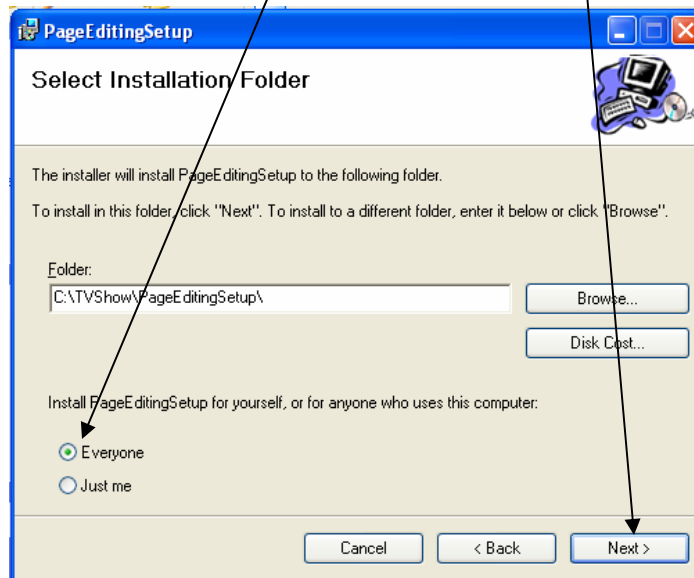 PageEditingSetup
Select Installation Folder
The installer will install PageEditingSetup to the following folder.
To install in this folder, click "Next". To install to a different folder, enter it below or click "Browse".
Folder:
C:\TVShow\PageEditingSetup\
Browse...
Disk Cost...
Install PageEditingSetup for yourself, or for anyone who uses this computer:
Everyone
Just me
Cancel
< Back
Next >